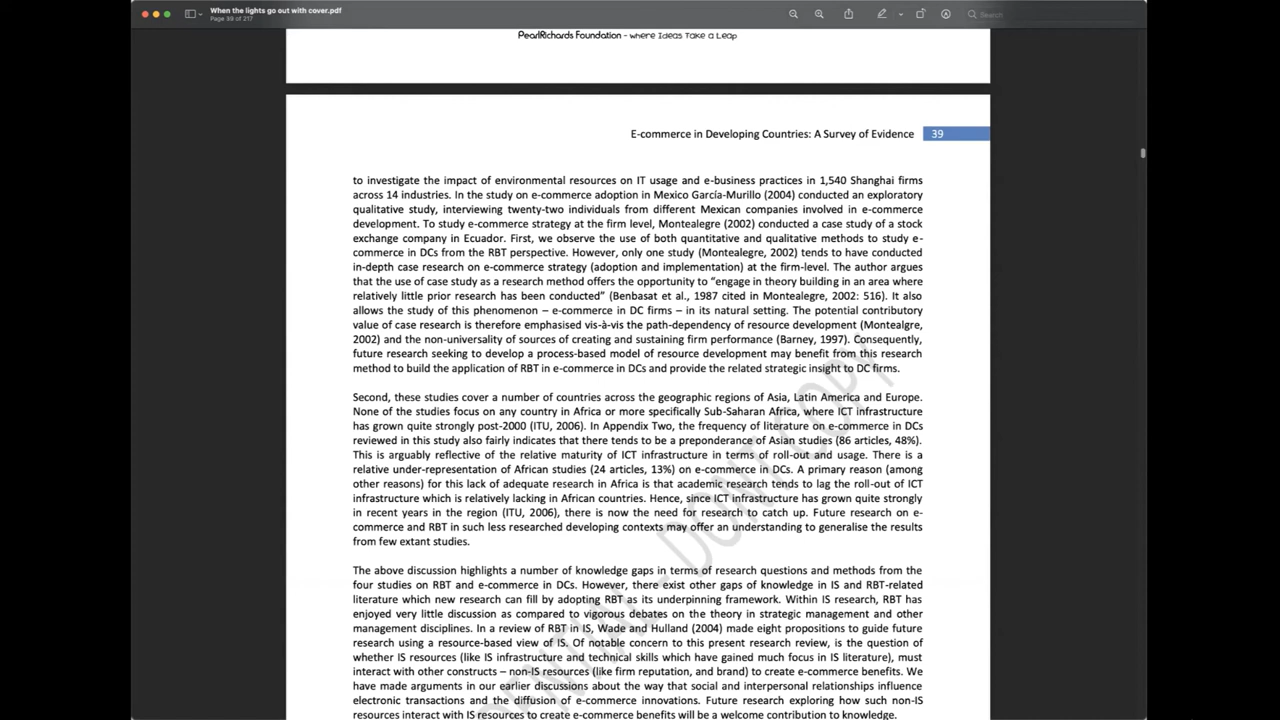 When the lights go out with cover.pdf
Page 39 of 217
Search
PearlRichards Foundation - where Ideas Take a Leap
E-commerce in Developing Countries: A Survey of Evidence 39
to investigate the impact of environmental resources on IT usage and e-business practices in 1,540 Shanghai firms
across 14 industries. In the study on e-commerce adoption in Mexico García-Murillo (2004) conducted an exploratory
qualitative study, interviewing twenty-two individuals from different Mexican companies involved in e-commerce
development. To study e-commerce strategy at the firm level, Montealegre (2002) conducted a case study of a stock
exchange company in Ecuador. First, we observe the use of both quantitative and qualitative methods to study e-
commerce in DCs from the RBT perspective. However, only one study (Montealegre, 2002) tends to have conducted
in-depth case research on e-commerce strategy (adoption and implementation) at the firm-level. The author argues
that the use of case study as a research method offers the opportunity to “engage in theory building in an area where
relatively little prior research has been conducted” (Benbasat et al., 1987 cited in Montealegre, 2002: 516). It also
allows the study of this phenomenon – e-commerce in DC firms – in its natural setting. The potential contributory
value of case research is therefore emphasised vis-à-vis the path-dependency of resource development (Montealgre,
2002) and the non-universality of sources of creating and sustaining firm performance (Barney, 1997). Consequently,
future research seeking to develop a process-based model of resource development may benefit from this research
method to build the application of RBT in e-commerce in DCs and provide the related strategic insight to DC firms.
Second, these studies cover a number of countries across the geographic regions of Asia, Latin America and Europe.
None of the studies focus on any country in Africa or more specifically Sub-Saharan Africa, where ICT infrastructure
has grown quite strongly post-2000 (ITU, 2006). In Appendix Two, the frequency of literature on e-commerce in DCs
reviewed in this study also fairly indicates that there tends to be a preponderance of Asian studies (86 articles, 48%).
This is arguably reflective of the relative maturity of ICT infrastructure in terms of roll-out and usage. There is a
relative under-representation of African studies (24 articles, 13%) on e-commerce in DCs. A primary reason (among
other reasons) for this lack of adequate research in Africa is that academic research tends to lag the roll-out of ICT
infrastructure which is relatively lacking in African countries. Hence, since ICT infrastructure has grown quite strongly
in recent years in the region (ITU, 2006), there is now the need for research to catch up. Future research on e-
commerce and RBT in such less researched developing contexts may offer an understanding to generalise the results
from few extant studies.
The above discussion highlights a number of knowledge gaps in terms of research questions and methods from the
four studies on RBT and e-commerce in DCs. However, there exist other gaps of knowledge in IS and RBT-related
literature which new research can fill by adopting RBT as its underpinning framework. Within IS research, RBT has
enjoyed very little discussion as compared to vigorous debates on the theory in strategic management and other
management disciplines. In a review of RBT in IS, Wade and Hulland (2004) made eight propositions to guide future
research using a resource-based view of IS. Of notable concern to this present research review, is the question of
whether IS resources (like IS infrastructure and technical skills which have gained much focus in IS literature), must
interact with other constructs – non-IS resources (like firm reputation, and brand) to create e-commerce benefits. We
have made arguments in our earlier discussions about the way that social and interpersonal relationships influence
electronic transactions and the diffusion of e-commerce innovations. Future research exploring how such non-IS
resources interact with IS resources to create e-commerce benefits will be a welcome contribution to knowledge.
DENTIAL - DONT COPY